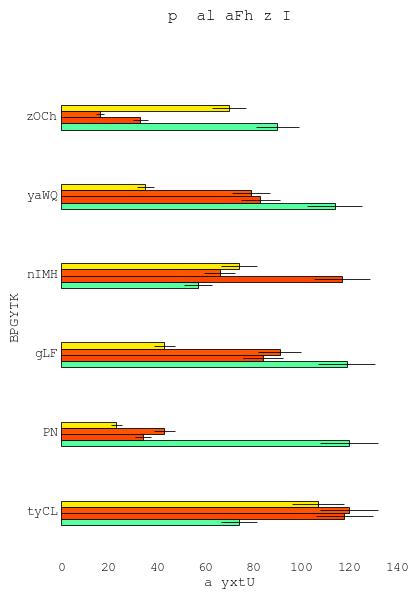 p  al aFh z I
zOCh
yaWQ
nIMH
gLF
PN
tyCL
BPGYTK
0 20 40 60 80 100 120 140
a yxtU